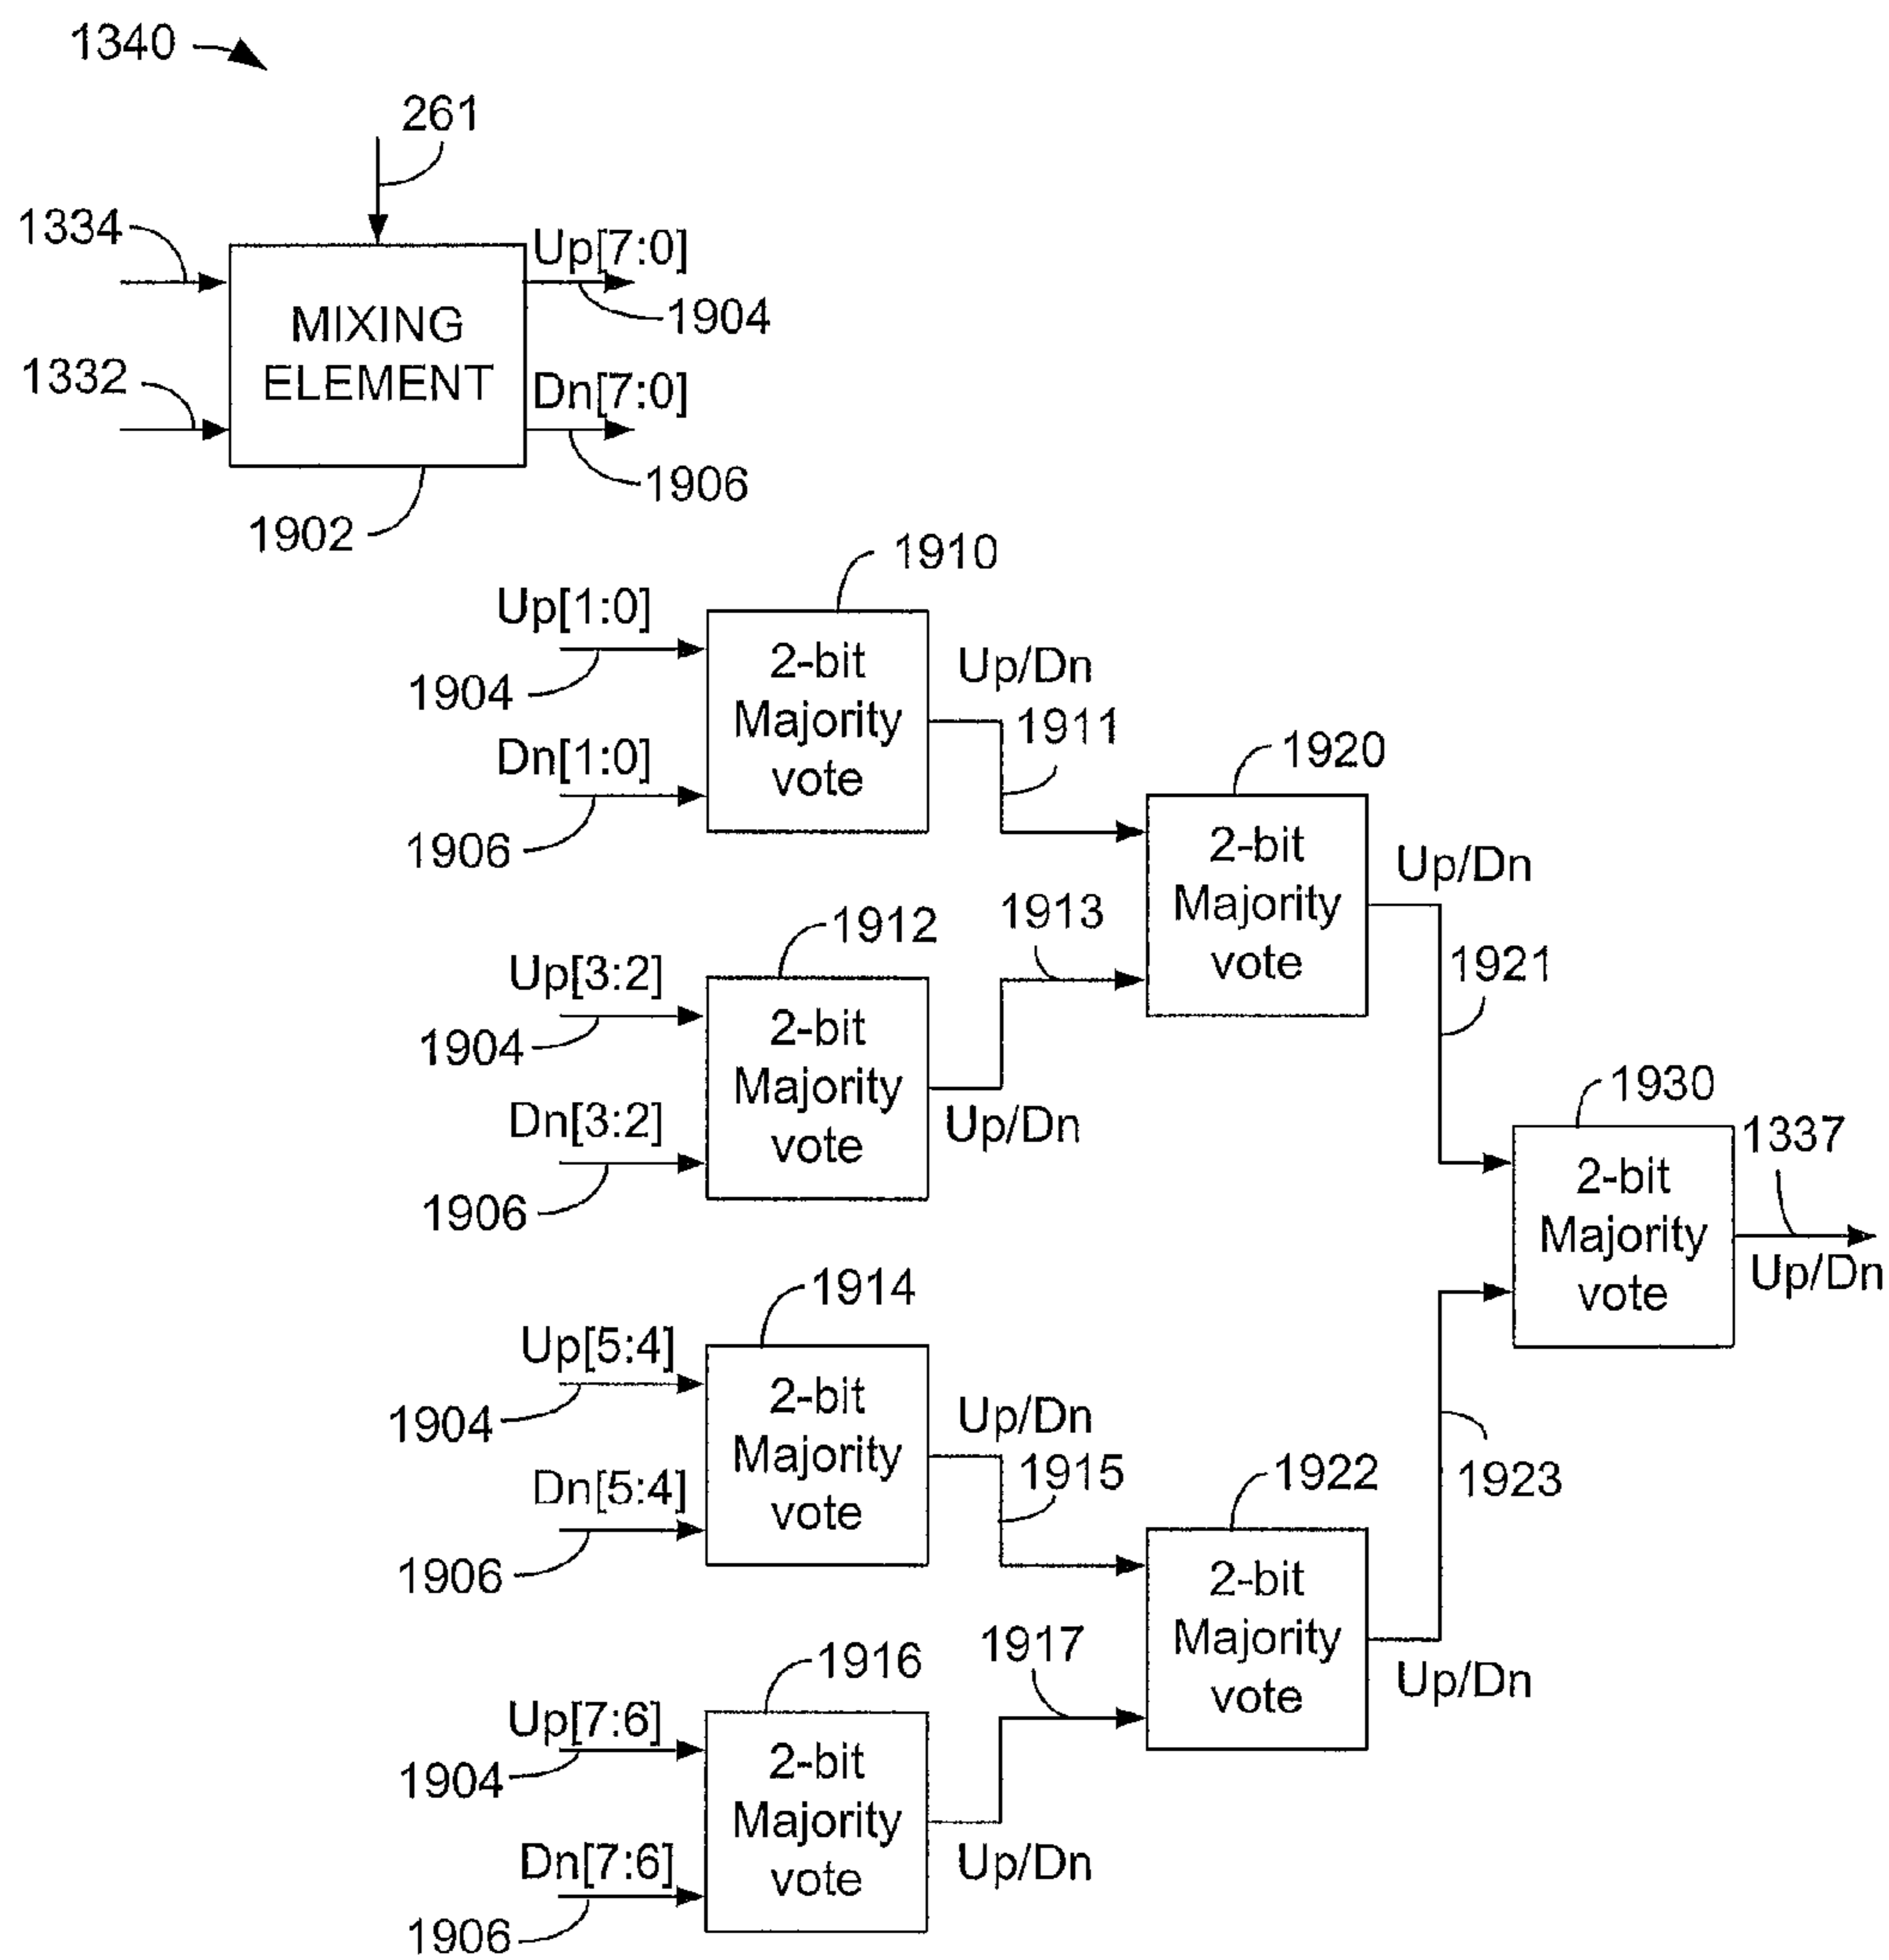 1340
261
1334
Up[7:0]
MIXING
ELEMENT
1904
1332
Dn[7:0]
1906
1902
1910
Up[1:0]
1904
2-bit
Majority
vote
Up/Dn
1911
Dn[1:0]
1906
1920
2-bit
Majority
vote
Up/Dn
1921
1912
1913
Up[3:2]
1904
2-bit
Majority
vote
Dn[3:2]
1906
Up/Dn
1930
2-bit
Majority
vote
1337
Up/Dn
1914
Up[5:4]
1904
2-bit
Majority
vote
Up/Dn
1915
Dn[5:4]
1906
1922
2-bit
Majority
vote
1923
Up/Dn
1916
1917
Up[7:6]
1904
2-bit
Majority
vote
Dn[7:6]
1906
Up/Dn